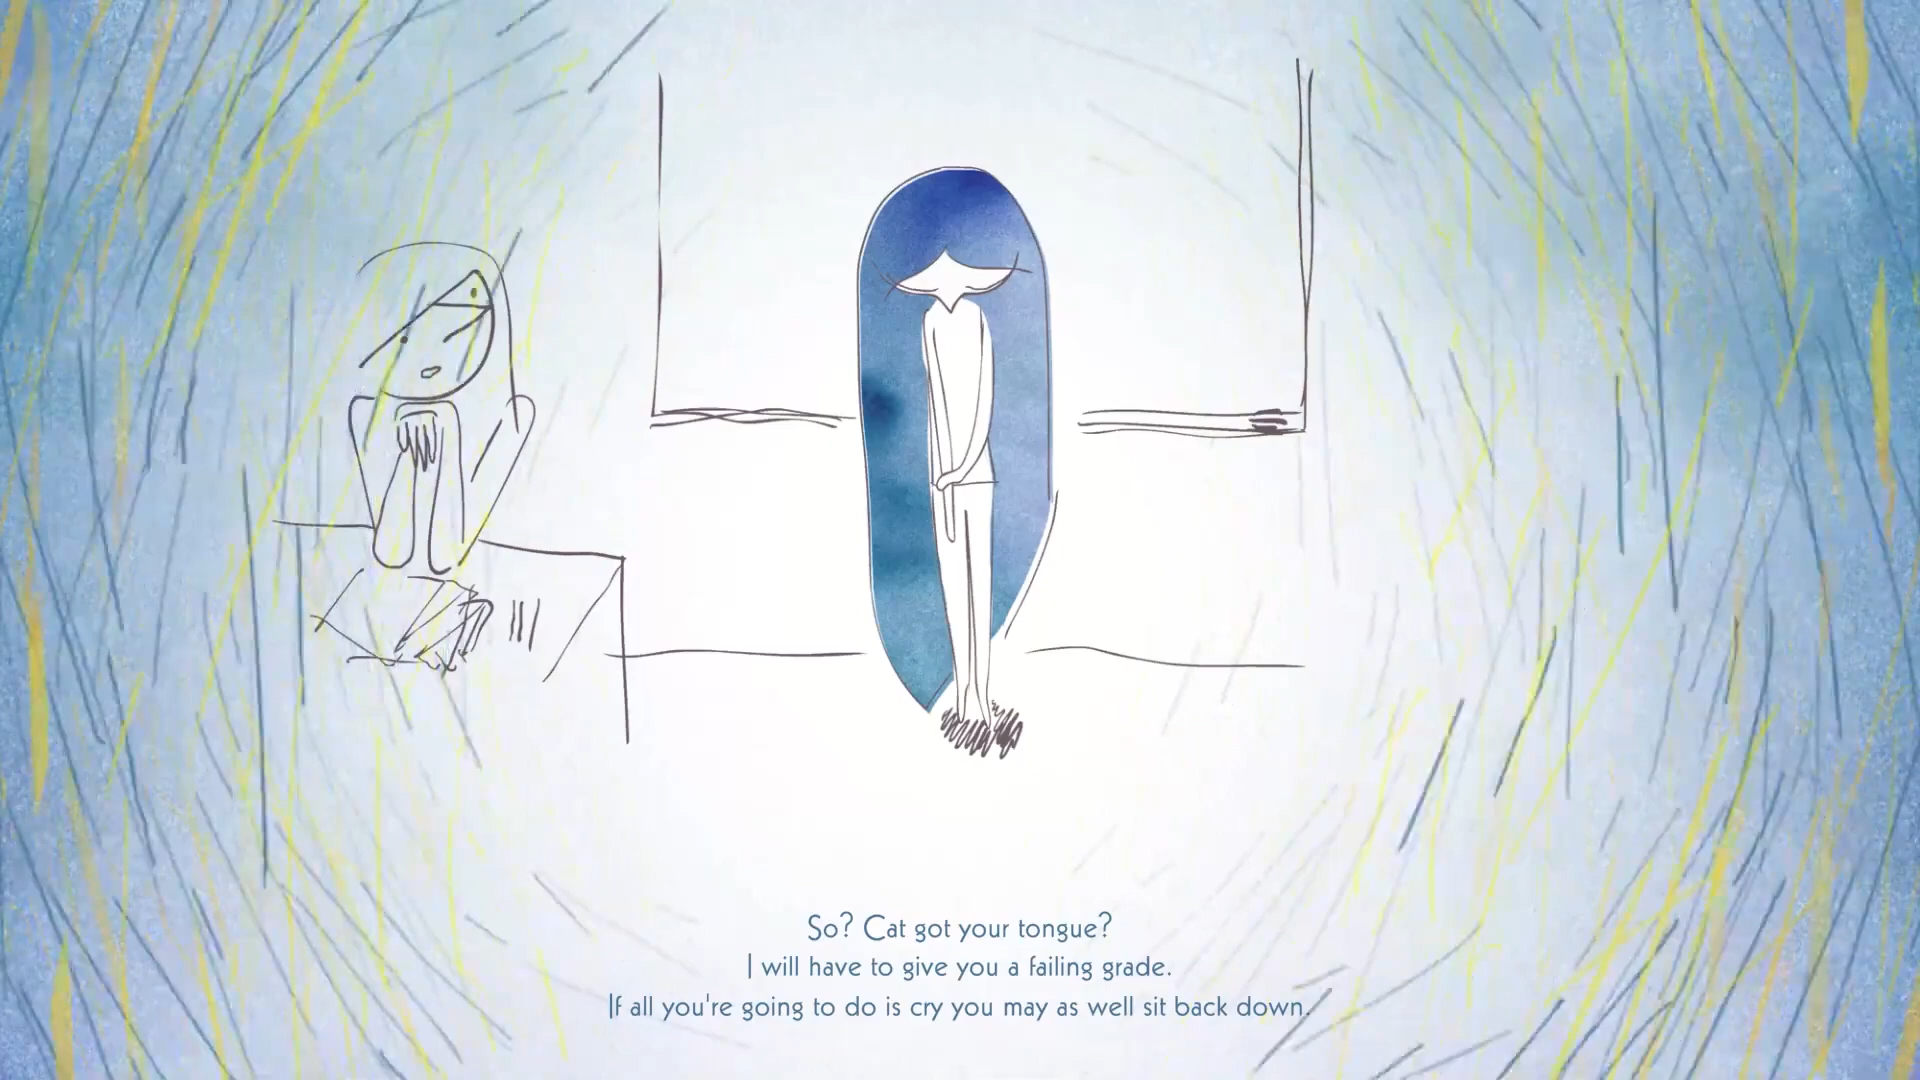 So? Cat got your tongue?
I will have to give you a failing grade.
If all you're going to do is cry you may as well sit back down.